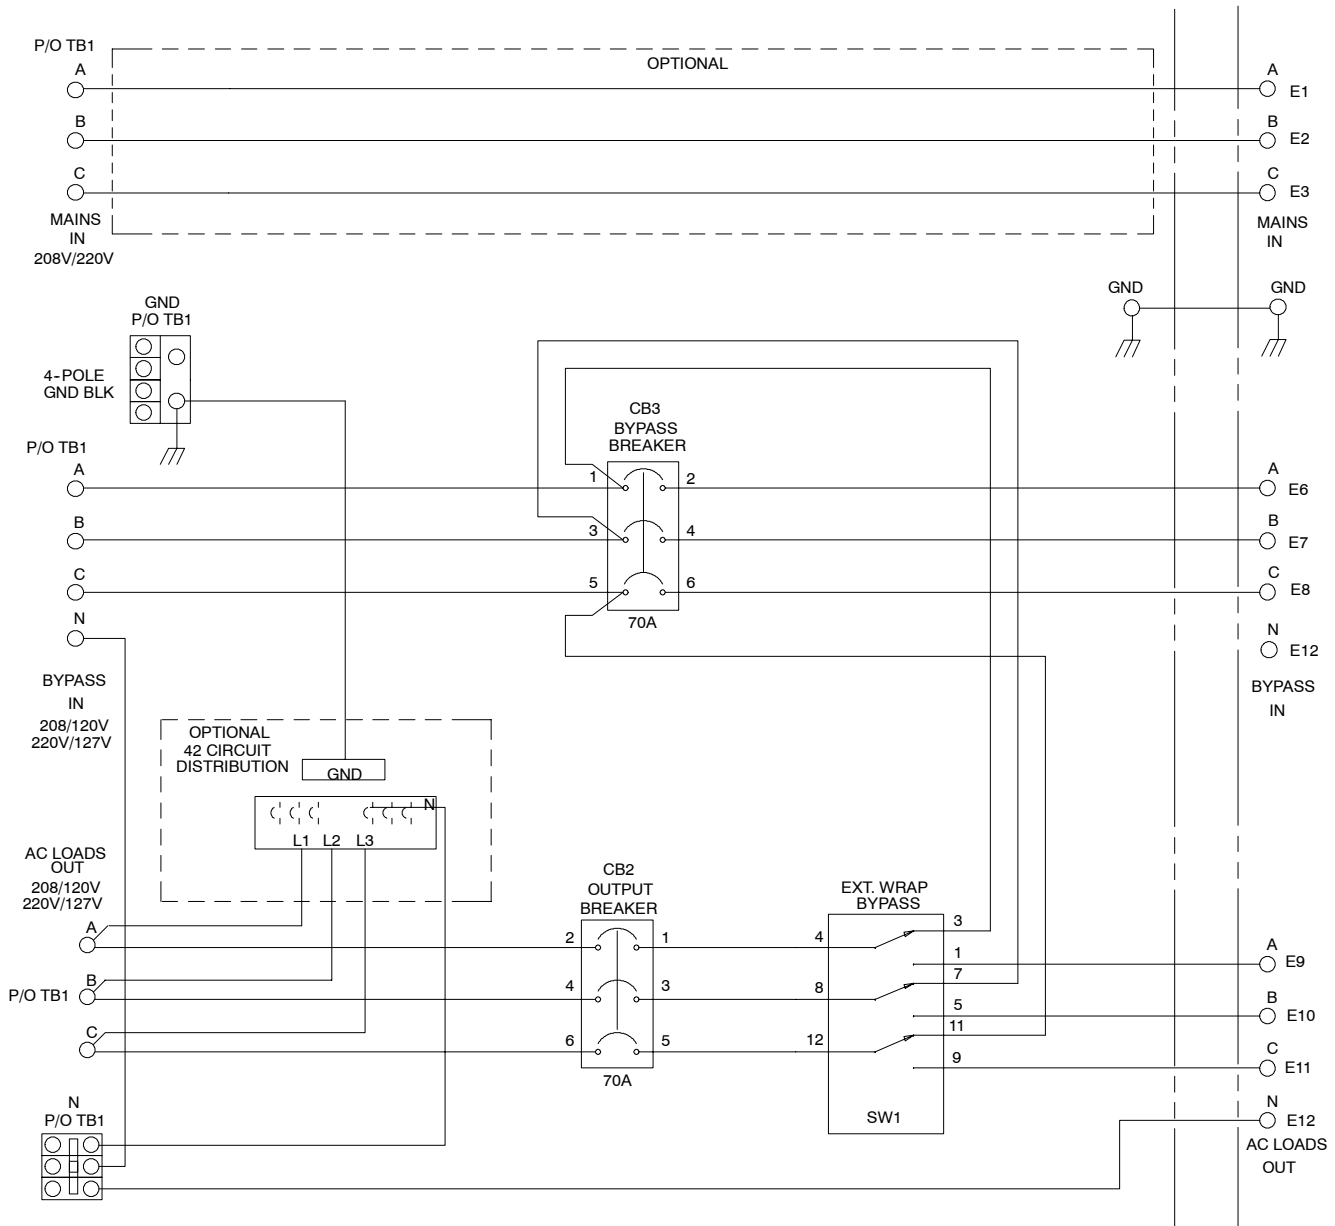 P/O TB1
OPTIONAL
A
A
E1
B
B
E2
C
C
E3
MAINS
IN
208V/220V
MAINS
IN
GND
GND
GND
P/O TB1
4-POLE
GND BLK
CB3
BYPASS
BREAKER
P/O TB1
A
1
2
A
E6
B
3
4
B
E7
C
5
6
C
E8
N
70A
N
E12
BYPASS
IN
208/120V
220V/127V
BYPASS
IN
OPTIONAL
42 CIRCUIT
DISTRIBUTION
GND
N
L1 L2 L3
AC LOADS
OUT
208/120V
220V/127V
CB2
OUTPUT
BREAKER
EXT. WRAP
BYPASS
A
2
1
4
3
1
A
E9
P/O TB1
B
4
3
8
7
5
B
E10
C
6
5
12
11
9
C
E11
70A
SW1
N
P/O TB1
N
E12
AC LOADS
OUT